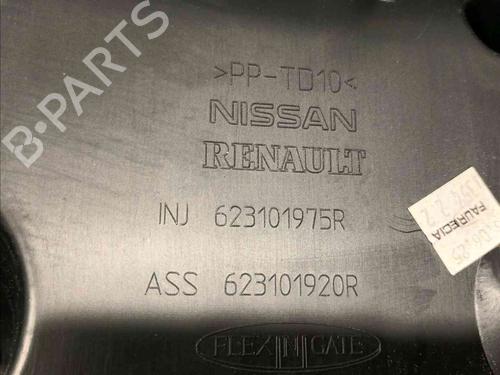 >PP-TD10<
NISSAN
RENAULT
INJ 623101975R
ASS 623101920R
FLEX N GATE
FAURECIA
B-PARTS